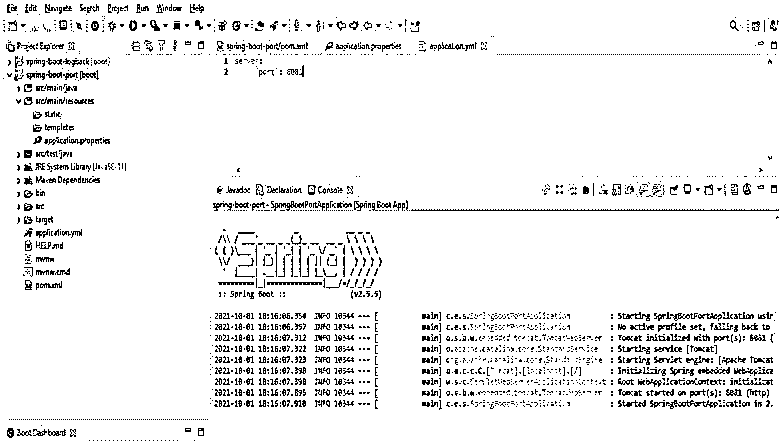 File Edit Navigate Search Project Run Window Help
Project Explorer
spring-boot-port/pom.xml application.properties application.yml
spring-boot-logback [boot]
spring-boot-port [boot]
src/main/java
src/main/resources
static
templates
application.properties
src/test/java
JRE System Library
Maven Dependencies
bin
src
target
application.yml
HELP.md
mvnw
mvnw.cmd
pom.xml
Boot Dashboard
1 server:
2 port: 8081
Javadoc Declaration Console
spring-boot-port - SpringBootPortApplication [Spring Boot App]
:: Spring Boot :: (v2.5.5)
2021-10-01 18:16:06.354 INFO 10344 --- [ main] c.e.s.SpringBootPortApplication : Starting SpringBootPortApplication usin
2021-10-01 18:16:06.357 INFO 10344 --- [ main] c.e.s.SpringBootPortApplication : No active profile set, falling back to
2021-10-01 18:16:07.312 INFO 10344 --- [ main] o.s.b.w.embedded.tomcat.TomcatWebServer : Tomcat initialized with port(s): 8081 (
2021-10-01 18:16:07.322 INFO 10344 --- [ main] o.apache.catalina.core.StandardService : Starting service [Tomcat]
2021-10-01 18:16:07.323 INFO 10344 --- [ main] org.apache.catalina.core.StandardEngine : Starting Servlet engine: [Apache Tomcat
2021-10-01 18:16:07.398 INFO 10344 --- [ main] o.a.c.c.C.[Tomcat].[localhost].[/] : Initializing Spring embedded WebApplica
2021-10-01 18:16:07.398 INFO 10344 --- [ main] w.s.c.ServletWebServerApplicationContext : Root WebApplicationContext: initializat
2021-10-01 18:16:07.895 INFO 10344 --- [ main] o.s.b.w.embedded.tomcat.TomcatWebServer : Tomcat started on port(s): 8081 (http)
2021-10-01 18:16:07.910 INFO 10344 --- [ main] c.e.s.SpringBootPortApplication : Started SpringBootPortApplication in 2.